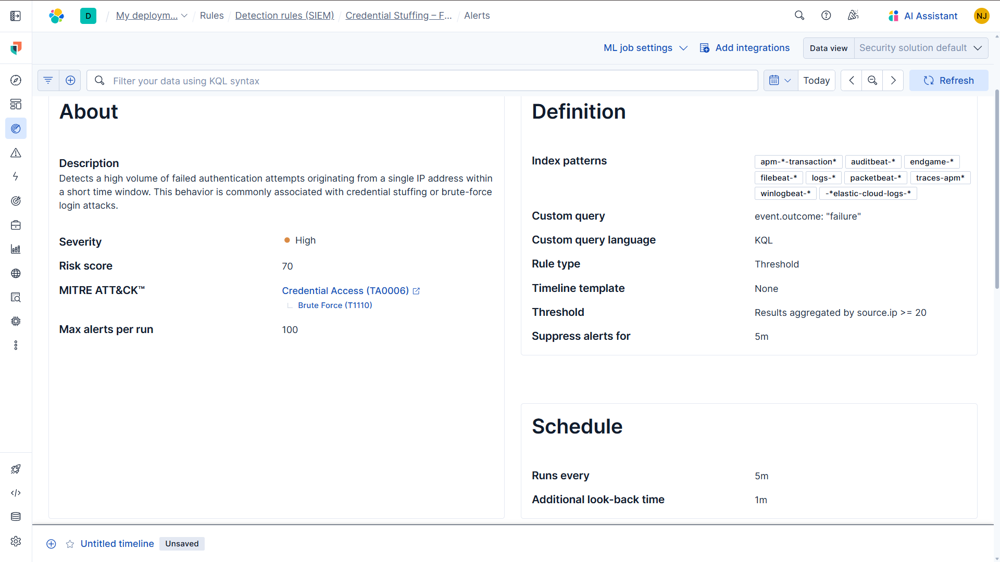 D
My deploym...
Rules
Detection rules (SIEM)
Credential Stuffing – F...
Alerts
AI Assistant
NJ
ML job settings
Add integrations
Data view
Security solution default
Filter your data using KQL syntax
Today
Refresh
About
Description
Detects a high volume of failed authentication attempts originating from a single IP address within
a short time window. This behavior is commonly associated with credential stuffing or brute-force
login attacks.
Severity
High
Risk score
70
MITRE ATT&CK™
Credential Access (TA0006)
Brute Force (T1110)
Max alerts per run
100
Definition
Index patterns
apm-*-transaction* auditbeat-* endgame-*
filebeat-* logs-* packetbeat-* traces-apm*
winlogbeat-* -*elastic-cloud-logs-*
Custom query
event.outcome: "failure"
Custom query language
KQL
Rule type
Threshold
Timeline template
None
Threshold
Results aggregated by source.ip >= 20
Suppress alerts for
5m
Schedule
Runs every
5m
Additional look-back time
1m
Untitled timeline
Unsaved